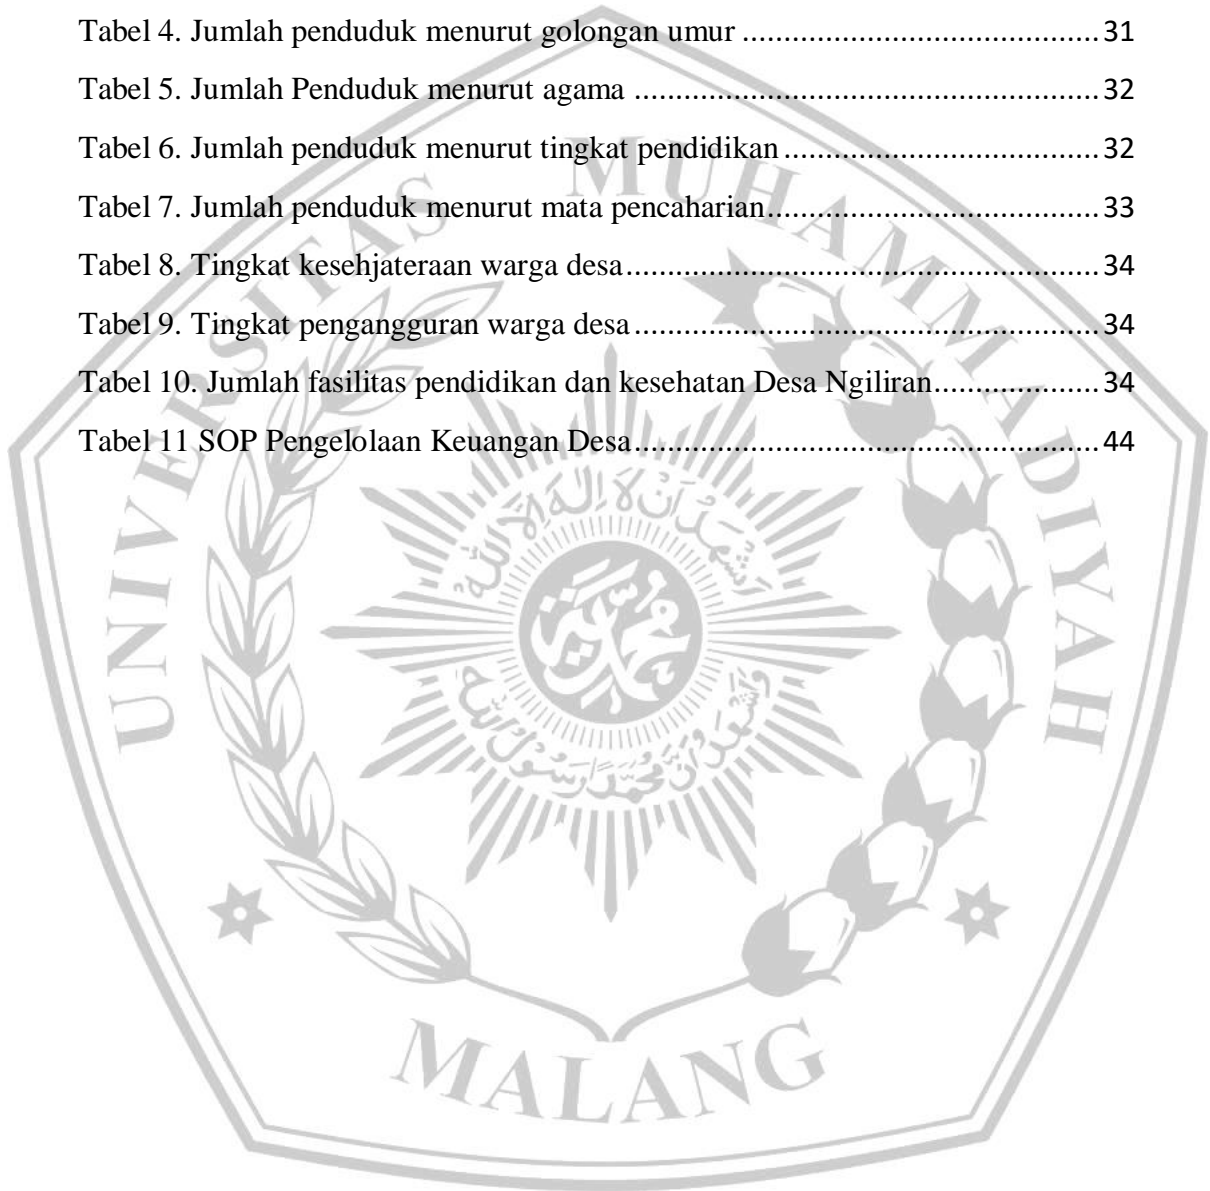 Tabel 4. Jumlah penduduk menurut golongan umur ........................................... 31
Tabel 5. Jumlah Penduduk menurut agama ........................................................ 32
Tabel 6. Jumlah penduduk menurut tingkat pendidikan ...................................... 32
Tabel 7. Jumlah penduduk menurut mata pencaharian........................................ 33
Tabel 8. Tingkat kesehjateraan warga desa......................................................... 34
Tabel 9. Tingkat pengangguran warga desa ........................................................ 34
Tabel 10. Jumlah fasilitas pendidikan dan kesehatan Desa Ngiliran.................... 34
Tabel 11 SOP Pengelolaan Keuangan Desa........................................................ 44
UNIVERSITAS MUHAMMADIYAH
MALANG